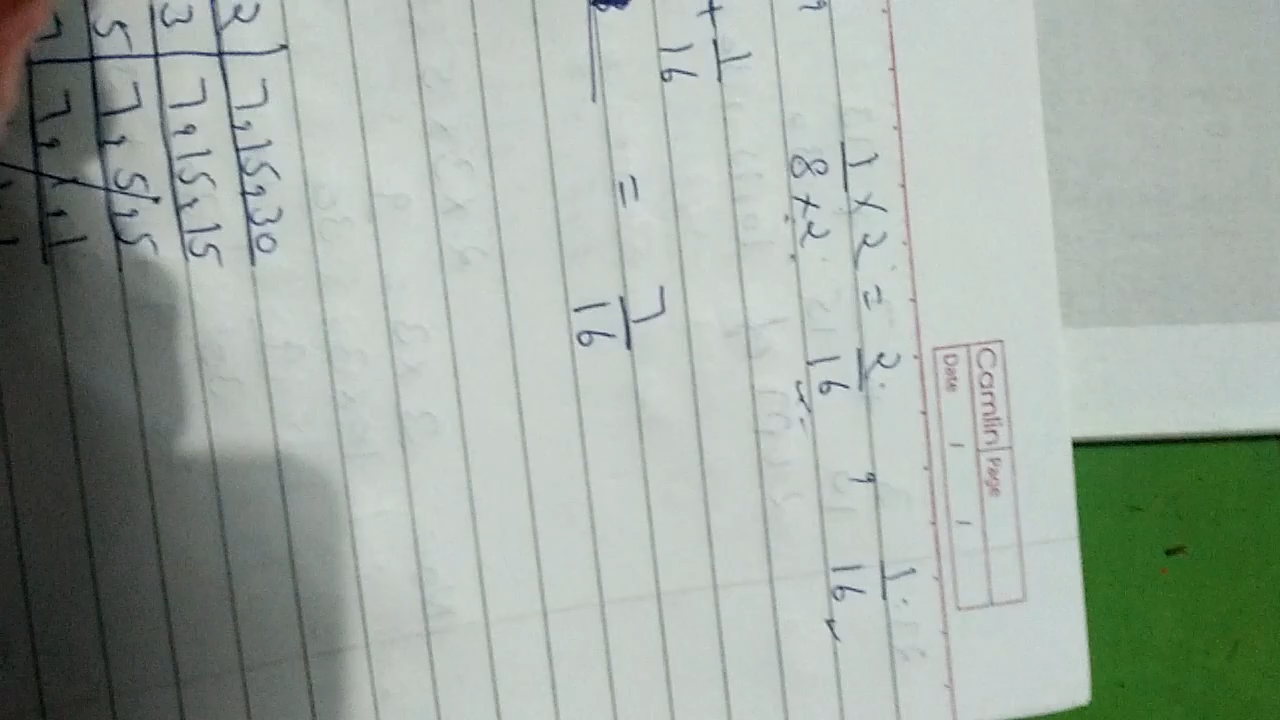 Camlin Page
Date / /
1 × 2 = 2 , 1
8 × 2 16 16
+ 1
16
= 7
16
2 | 7, 15, 30
3 | 7, 15, 15
5 | 7, 5, 5
7 | 7, 1, 1